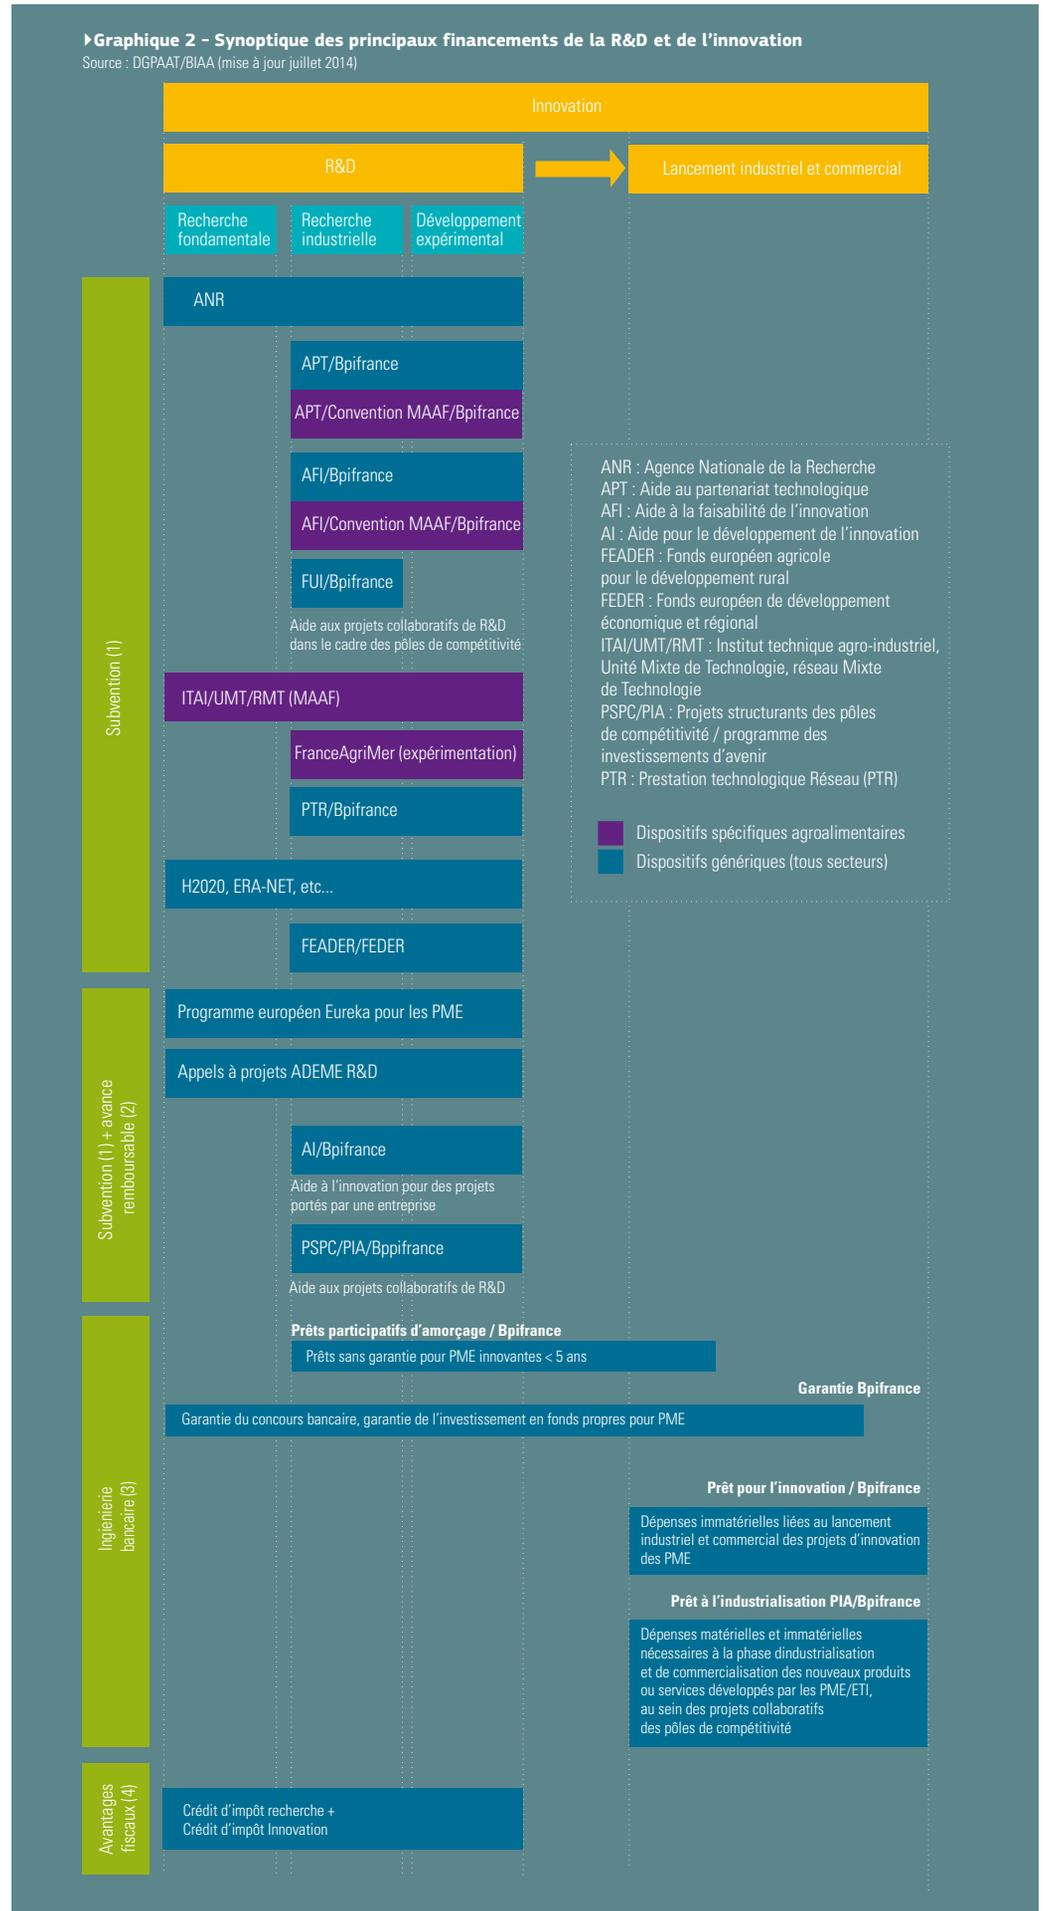 Graphique 2 – Synoptique des principaux financements de la R&D et de l'innovation
Source : DGPAAT/BIAA (mise à jour juillet 2014)
Innovation
R&D
Lancement industriel et commercial
Recherche
fondamentale
Recherche
industrielle
Développement
expérimental
Subvention (1)
ANR
APT/Bpifrance
APT/Convention MAAF/Bpifrance
AFI/Bpifrance
AFI/Convention MAAF/Bpifrance
FUI/Bpifrance
Aide aux projets collaboratifs de R&D
dans le cadre des pôles de compétitivité
ITAI/UMT/RMT (MAAF)
FranceAgriMer (expérimentation)
PTR/Bpifrance
H2020, ERA-NET, etc...
FEADER/FEDER
ANR : Agence Nationale de la Recherche
APT : Aide au partenariat technologique
AFI : Aide à la faisabilité de l'innovation
AI : Aide pour le développement de l'innovation
FEADER : Fonds européen agricole
pour le développement rural
FEDER : Fonds européen de développement
économique et régional
ITAI/UMT/RMT : Institut technique agro-industriel,
Unité Mixte de Technologie, réseau Mixte
de Technologie
PSPC/PIA : Projets structurants des pôles
de compétitivité / programme des
investissements d'avenir
PTR : Prestation technologique Réseau (PTR)
Dispositifs spécifiques agroalimentaires
Dispositifs génériques (tous secteurs)
Subvention (1) + avance
remboursable (2)
Programme européen Eureka pour les PME
Appels à projets ADEME R&D
AI/Bpifrance
Aide à l'innovation pour des projets
portés par une entreprise
PSPC/PIA/Bppifrance
Aide aux projets collaboratifs de R&D
Ingienierie
bancaire (3)
Prêts participatifs d'amorçage / Bpifrance
Prêts sans garantie pour PME innovantes < 5 ans
Garantie Bpifrance
Garantie du concours bancaire, garantie de l'investissement en fonds propres pour PME
Prêt pour l'innovation / Bpifrance
Dépenses immatérielles liées au lancement
industriel et commercial des projets d'innovation
des PME
Prêt à l'industrialisation PIA/Bpifrance
Dépenses matérielles et immatérielles
nécessaires à la phase dindustrialisation
et de commercialisation des nouveaux produits
ou services développés par les PME/ETI,
au sein des projets collaboratifs
des pôles de compétitivité
Avantages
fiscaux (4)
Crédit d'impôt recherche +
Crédit d'impôt Innovation